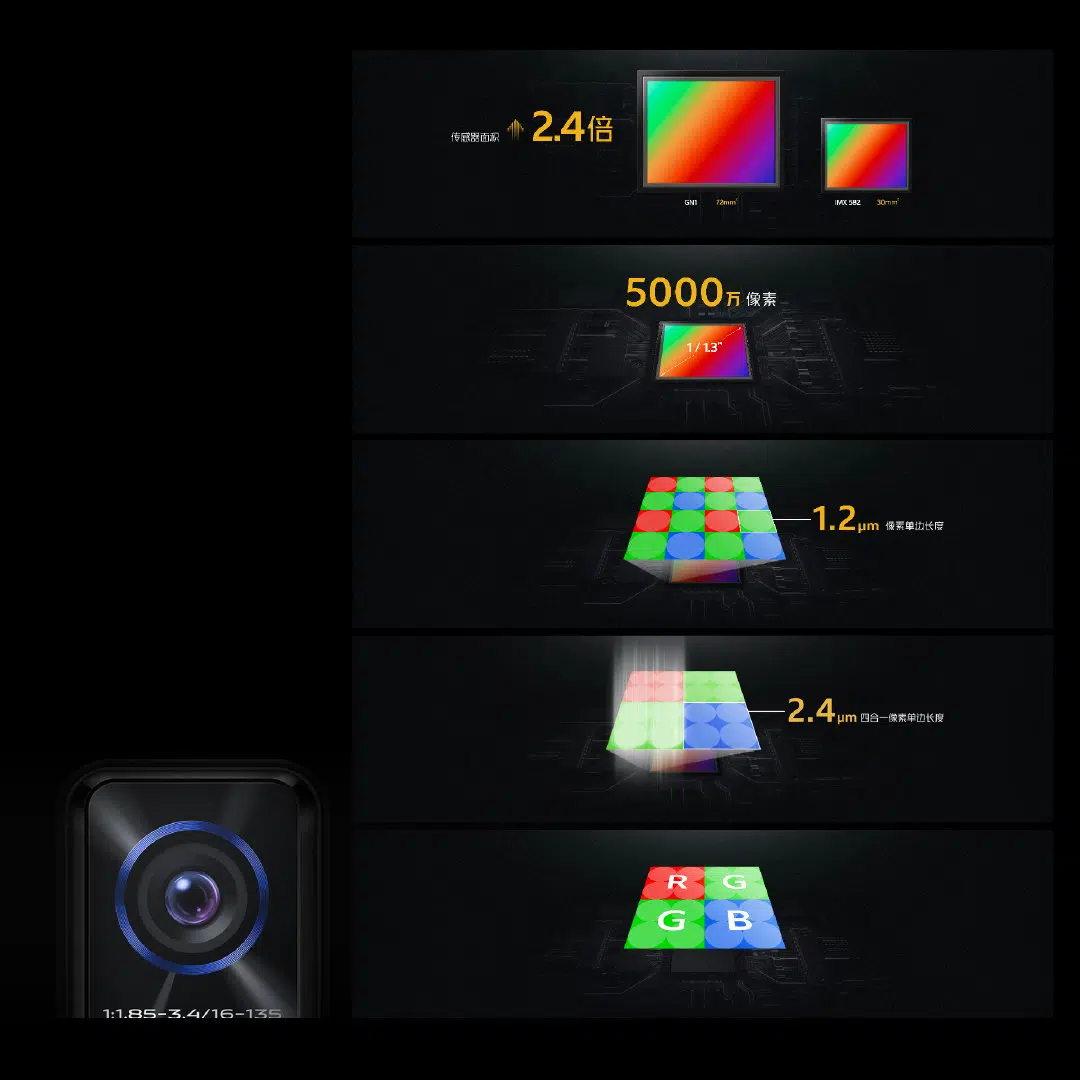 传感器面积 2.4倍
GN1 72mm²
IMX 582 30mm²
5000万 像素
1/1.3"
1.2μm 像素单边长度
2.4μm 四合一像素单边长度
R G
G B
1:1.85-3.4/16-135